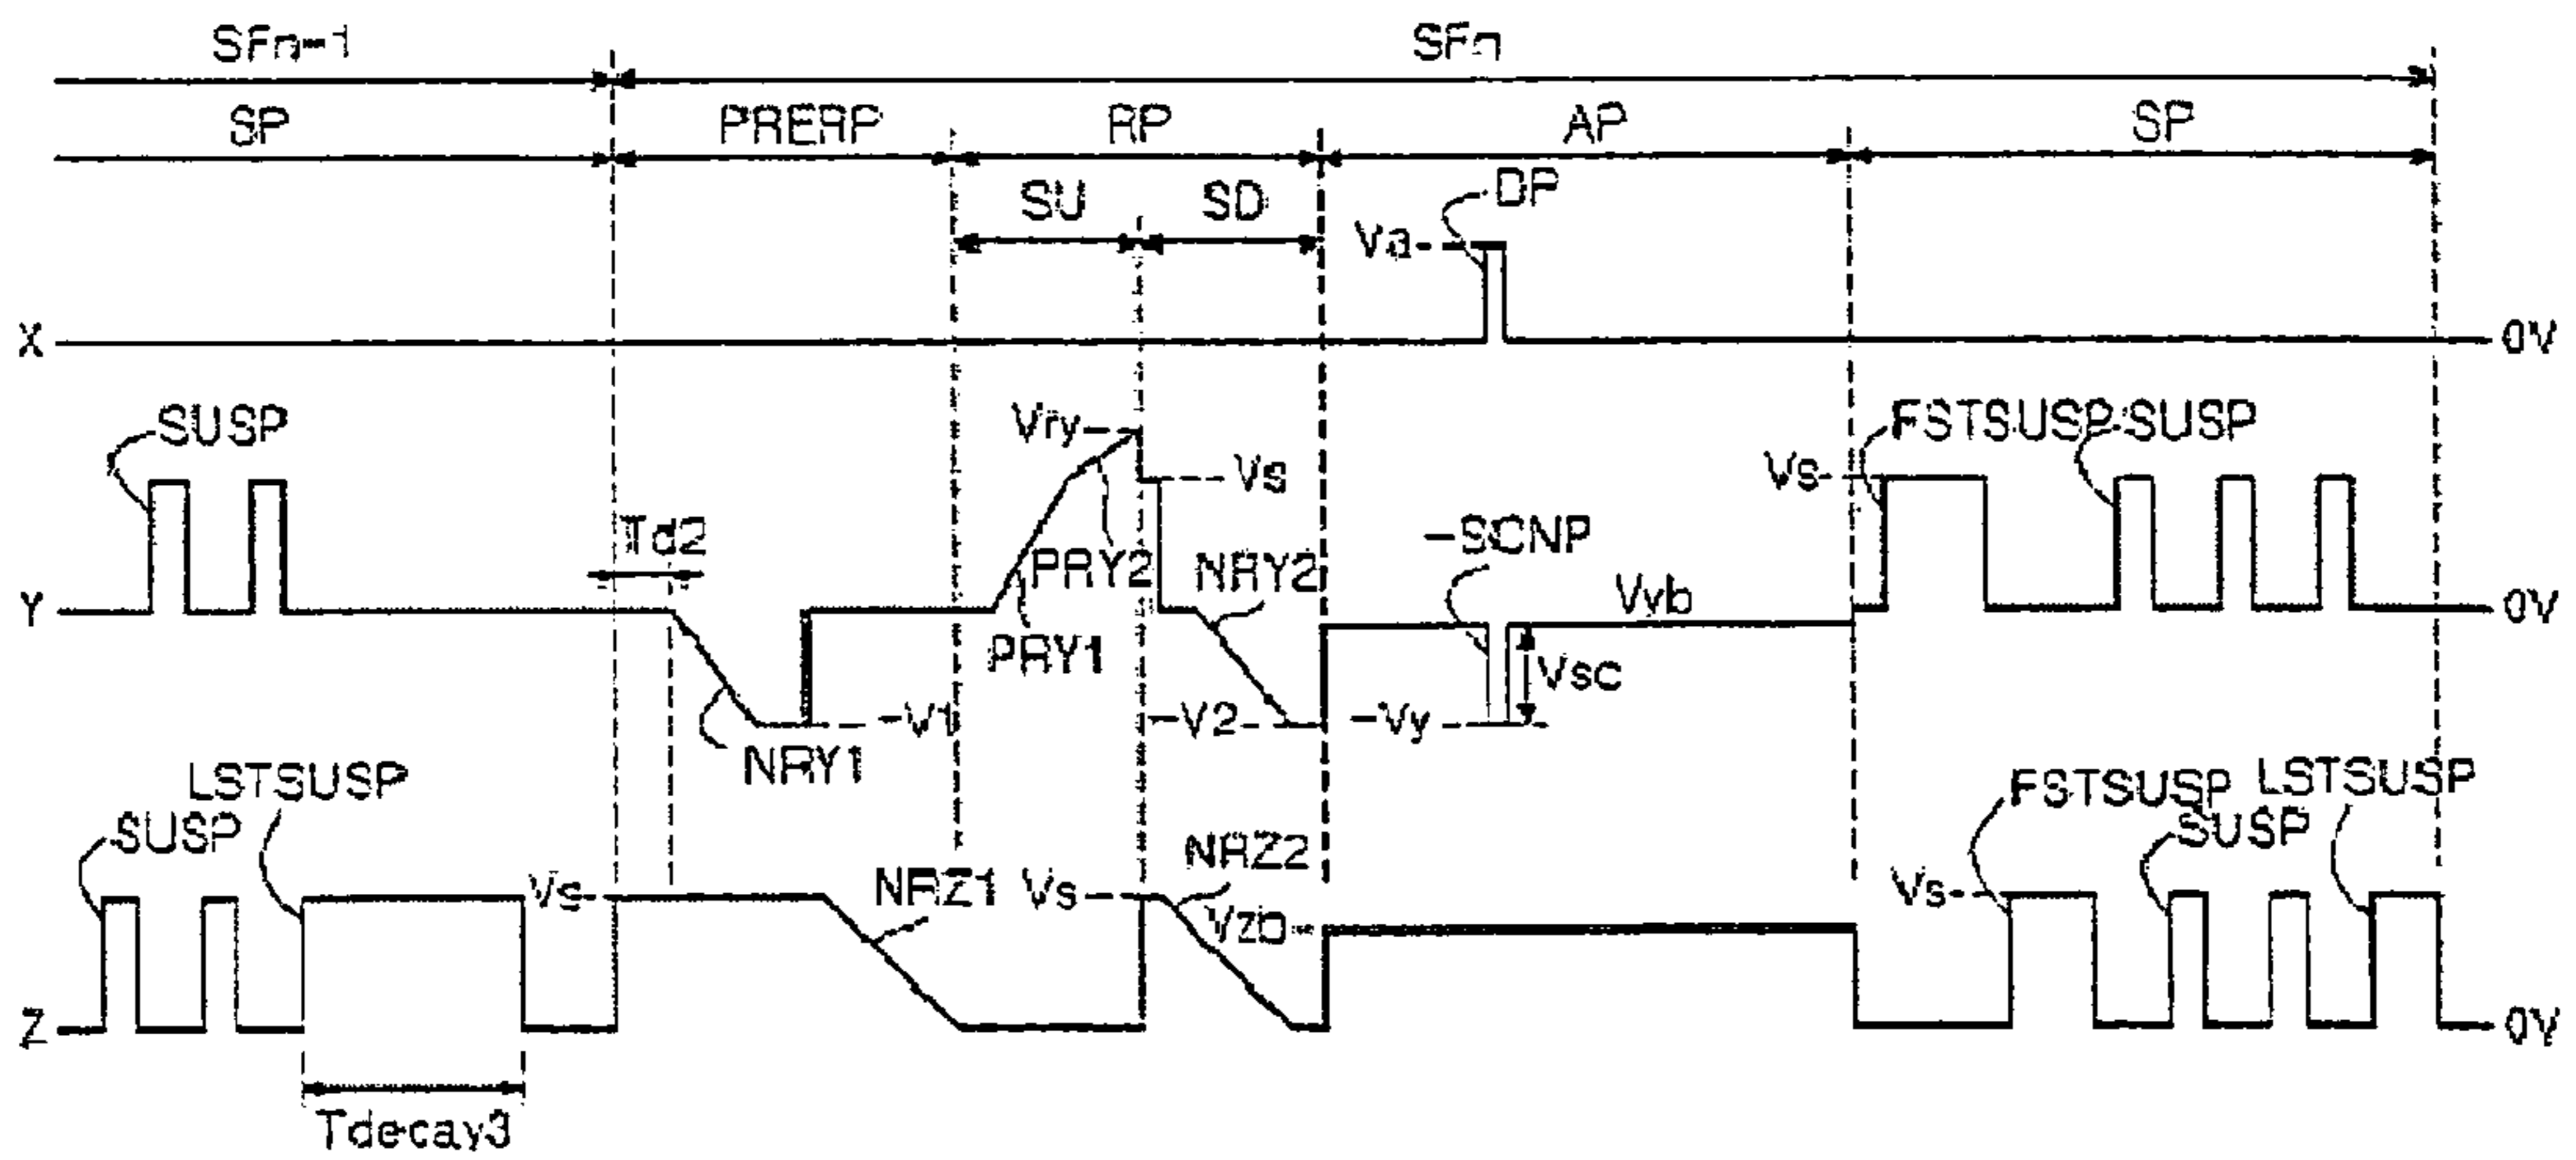 SFn-1 SFn
SP PRERP RP AP SP
SU SD
DP
Va
X 0V
SUSP Vry FSTSUSP SUSP
Vs Vs
Td2 -SCNP
PRY2 NRY2 Vyb
Y 0V
PRY1 Vsc
-V1 -V2 -Vy
NRY1
LSTSUSP FSTSUSP LSTSUSP
SUSP NRZ2 SUSP
Vs NRZ1 Vs Vs
Vzb
Z 0V
Tdecay3